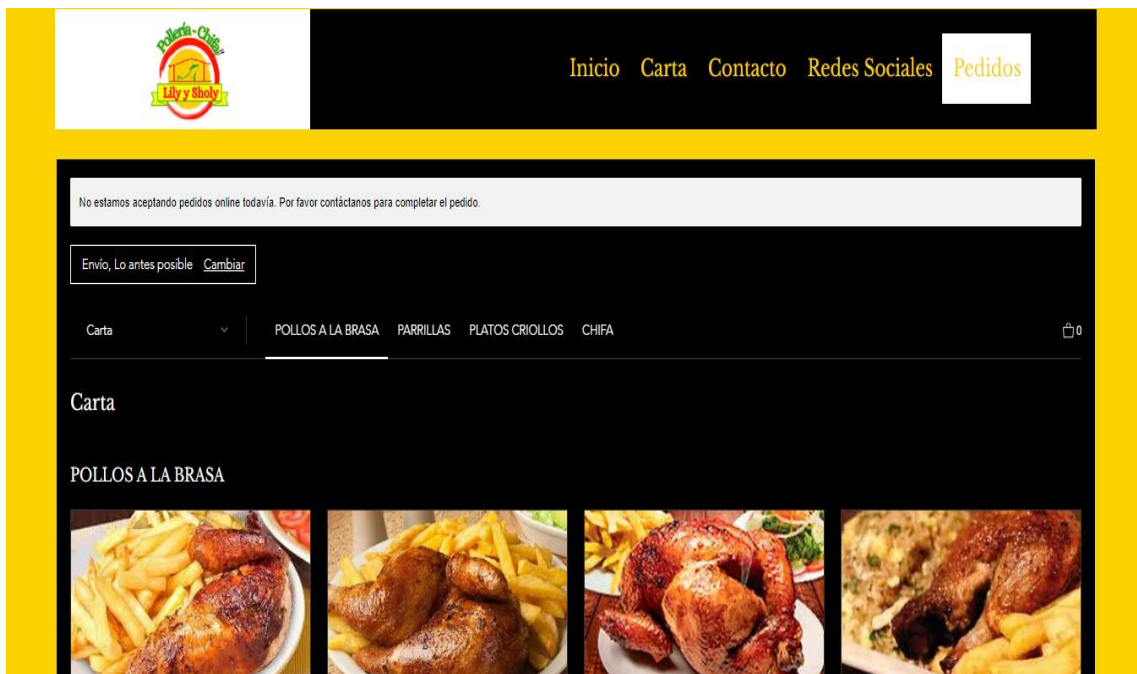 Pollería - Chifa!!
Lily y Sholy
Inicio Carta Contacto Redes Sociales Pedidos
No estamos aceptando pedidos online todavía. Por favor contáctanos para completar el pedido.
Envío, Lo antes posible Cambiar
Carta POLLOS A LA BRASA PARRILLAS PLATOS CRIOLLOS CHIFA 0
Carta
POLLOS A LA BRASA